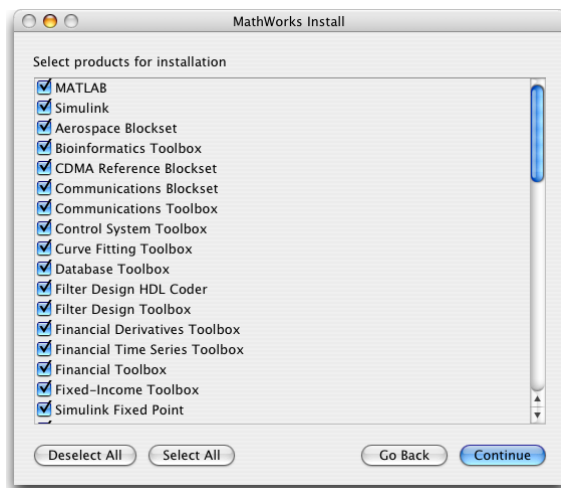 MathWorks Install
Select products for installation
MATLAB
Simulink
Aerospace Blockset
Bioinformatics Toolbox
CDMA Reference Blockset
Communications Blockset
Communications Toolbox
Control System Toolbox
Curve Fitting Toolbox
Database Toolbox
Filter Design HDL Coder
Filter Design Toolbox
Financial Derivatives Toolbox
Financial Time Series Toolbox
Financial Toolbox
Fixed-Income Toolbox
Simulink Fixed Point
Deselect All Select All Go Back Continue